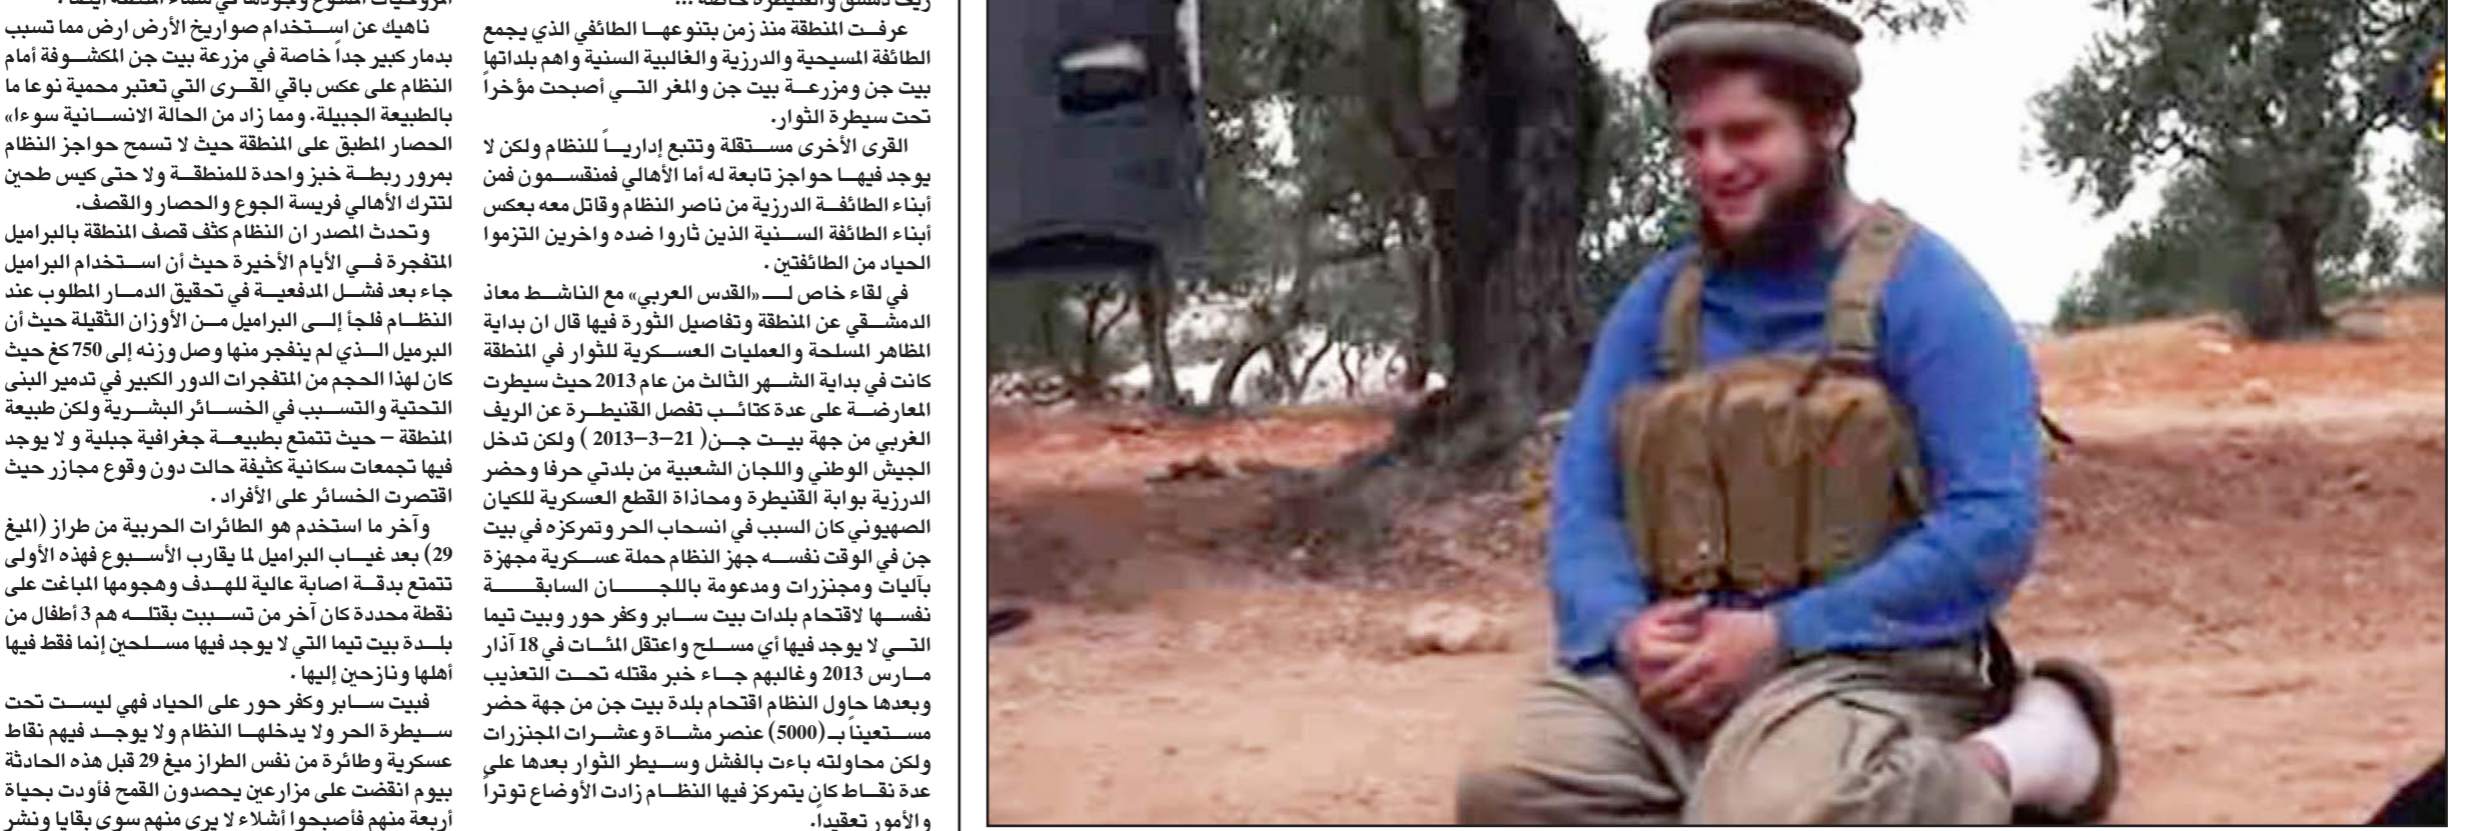 عرفت المنطقة منذ زمن بتنوعها الطائفي الذي يجمع
الطائفة المسيحية والدرزية والغالبية السنية واهم بلداتها
بيت جن ومزرعة بيت جن والمغر التي أصبحت مؤخراً
تحت سيطرة الثوار.
القرى الأخرى مستقلة وتتبع إدارياً للنظام ولكن لا
يوجد فيها حواجز تابعة له أما الأهالي فمنقسمون فمن
أبناء الطائفة الدرزية من ناصر النظام وقاتل معه بعكس
أبناء الطائفة السنية الذين ثاروا ضده واخرين التزموا
الحياد من الطائفتين .
في لقاء خاص لـ «القدس العربي» مع الناشط معاذ
الدمشقي عن المنطقة وتفاصيل الثورة فيها قال ان بداية
المظاهر المسلحة والعمليات العسكرية للثوار في المنطقة
كانت في بداية الشهر الثالث من عام 2013 حيث سيطرت
المعارضة على عدة كتائب تفصل القنيطرة عن الريف
الغربي من جهة بيت جن( 21–3–2013 ) ولكن تدخل
الجيش الوطني واللجان الشعبية من بلدتي حرفا وحضر
الدرزية بوابة القنيطرة ومحاذاة القطع العسكرية للكيان
الصهيوني كان السبب في انسحاب الحر وتمركزه في بيت
جن في الوقت نفسه جهز النظام حملة عسكرية مجهزة
بآليات ومجنزرات ومدعومة باللجان السابقة
نفسها لاقتحام بلدات بيت سابر وكفر حور وبيت تيما
التي لا يوجد فيها أي مسلح واعتقل المئات في 18 آذار
مارس 2013 وغالبهم جاء خبر مقتله تحت التعذيب
وبعدها حاول النظام اقتحام بلدة بيت جن من جهة حضر
مستعيناً بـ (5000) عنصر مشاة وعشرات المجنزرات
ولكن محاولته باءت بالفشل وسيطر الثوار بعدها على
عدة نقاط كان يتمركز فيها النظام زادت الأوضاع توتراً
والأمور تعقيداً.
ناهيك عن استخدام صواريخ الأرض ارض مما تسبب
بدمار كبير جداً خاصة في مزرعة بيت جن المكشوفة أمام
النظام على عكس باقي القرى التي تعتبر محمية نوعا ما
بالطبيعة الجبيلة. ومما زاد من الحالة الانسانية سوءا»
الحصار المطبق على المنطقة حيث لا تسمح حواجز النظام
بمرور ربطة خبز واحدة للمنطقة ولا حتى كيس طحين
لتترك الأهالي فريسة الجوع والحصار والقصف.
وتحدث المصدر ان النظام كثف قصف المنطقة بالبراميل
المتفجرة في الأيام الأخيرة حيث أن استخدام البراميل
جاء بعد فشل المدفعية في تحقيق الدمار المطلوب عند
النظام فلجأ إلى البراميل من الأوزان الثقيلة حيث أن
البرميل الذي لم ينفجر منها وصل وزنه إلى 750 كغ حيث
كان لهذا الحجم من المتفجرات الدور الكبير في تدمير البنى
التحتية والتسبب في الخسائر البشرية ولكن طبيعة
المنطقة – حيث تتمتع بطبيعة جغرافية جبلية و لا يوجد
فيها تجمعات سكانية كثيفة حالت دون وقوع مجازر حيث
اقتصرت الخسائر على الأفراد .
وآخر ما استخدم هو الطائرات الحربية من طراز (الميغ
29) بعد غياب البراميل لما يقارب الأسبوع فهذه الأولى
تتمتع بدقة اصابة عالية للهدف وهجومها المباغت على
نقطة محددة كان آخر من تسببت بقتله هم 3 أطفال من
بلدة بيت تيما التي لا يوجد فيها مسلحين إنما فقط فيها
أهلها ونازحين إليها .
فبيت سابر وكفر حور على الحياد فهي ليست تحت
سيطرة الحر ولا يدخلها النظام ولا يوجد فيهم نقاط
عسكرية وطائرة من نفس الطراز ميغ 29 قبل هذه الحادثة
بيوم انقضت على مزارعين يحصدون القمح فأودت بحياة
أربعة منهم فأصبحوا أشلاء لا يرى منهم سوى بقايا ونشر